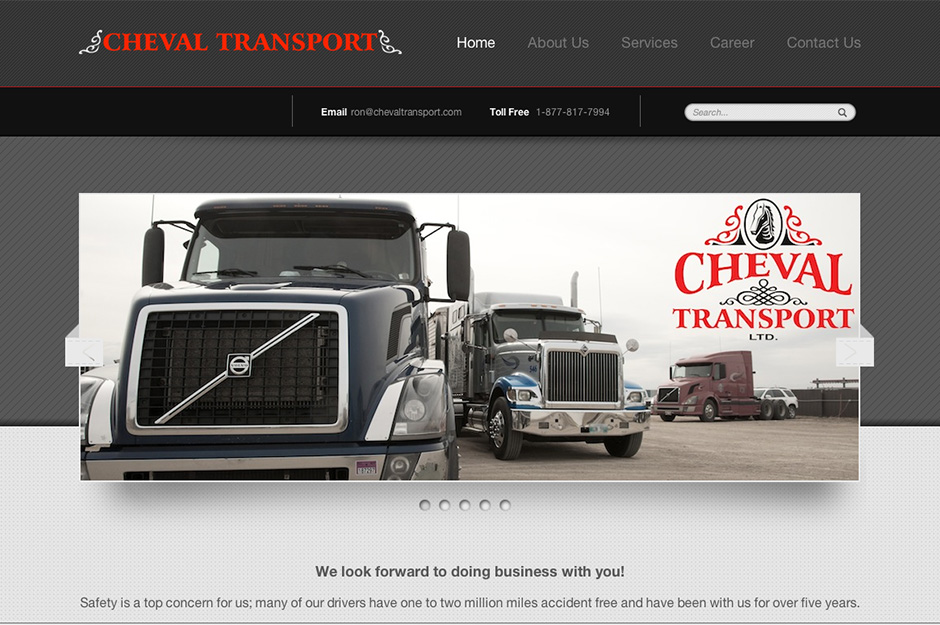 CHEVAL TRANSPORT
Home About Us Services Career Contact Us
Email ron@chevaltransport.com Toll Free 1-877-817-7994
Search...
CHEVAL
TRANSPORT
LTD.
VOLVO
We look forward to doing business with you!
Safety is a top concern for us; many of our drivers have one to two million miles accident free and have been with us for over five years.